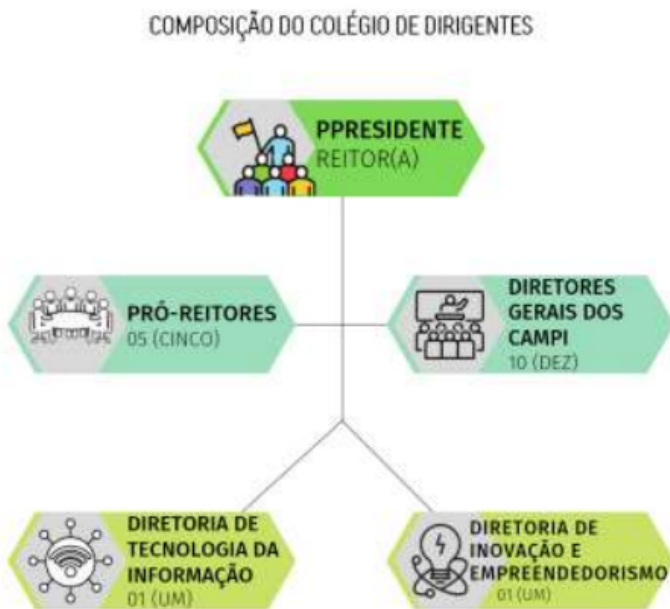 COMPOSIÇÃO DO COLÉGIO DE DIRIGENTES
PPRESIDENTE
REITOR(A)
PRÓ-REITORES
05 (CINCO)
DIRETORES
GERAIS DOS
CAMPI
10 (DEZ)
DIRETORIA DE
TECNOLOGIA DA
INFORMAÇÃO
01 (UM)
DIRETORIA DE
INOVAÇÃO E
EMPREENDEDORISMO
01 (UM)